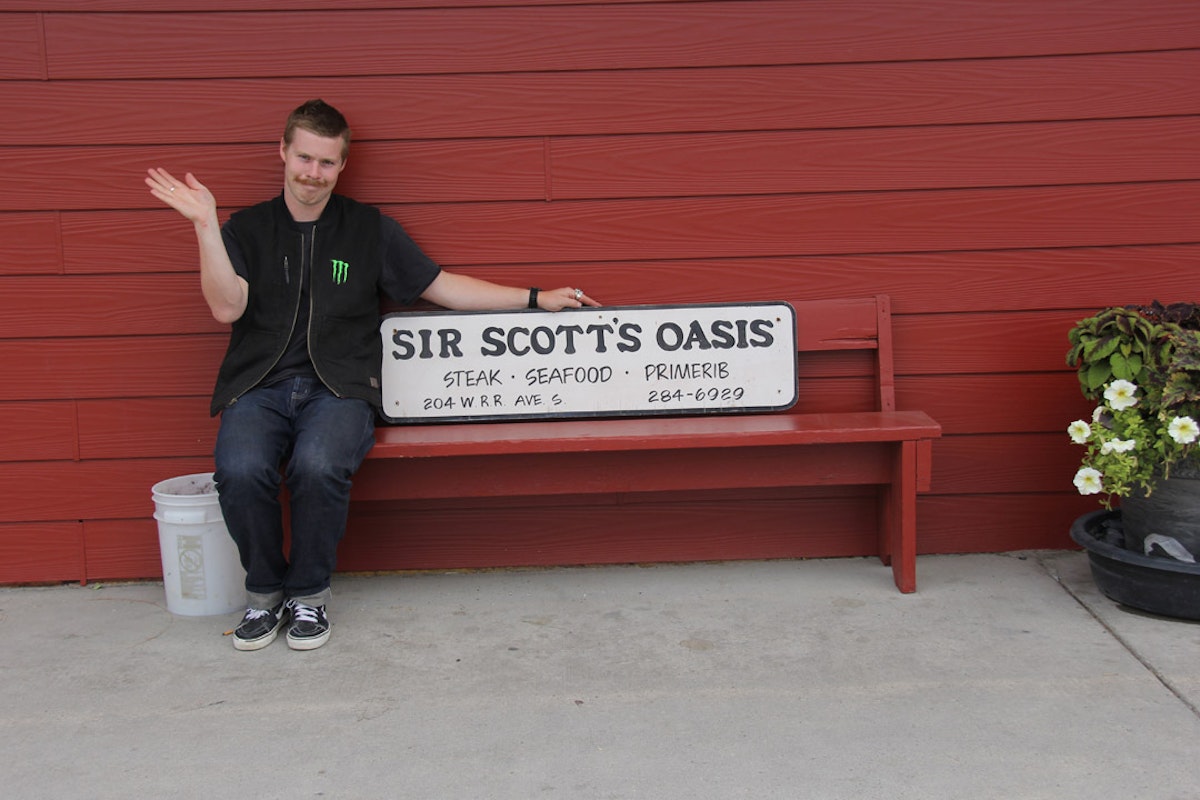 SIR SCOTT'S OASIS
STEAK · SEAFOOD · PRIMERIB
204 W. R.R. AVE. S. 284-6929